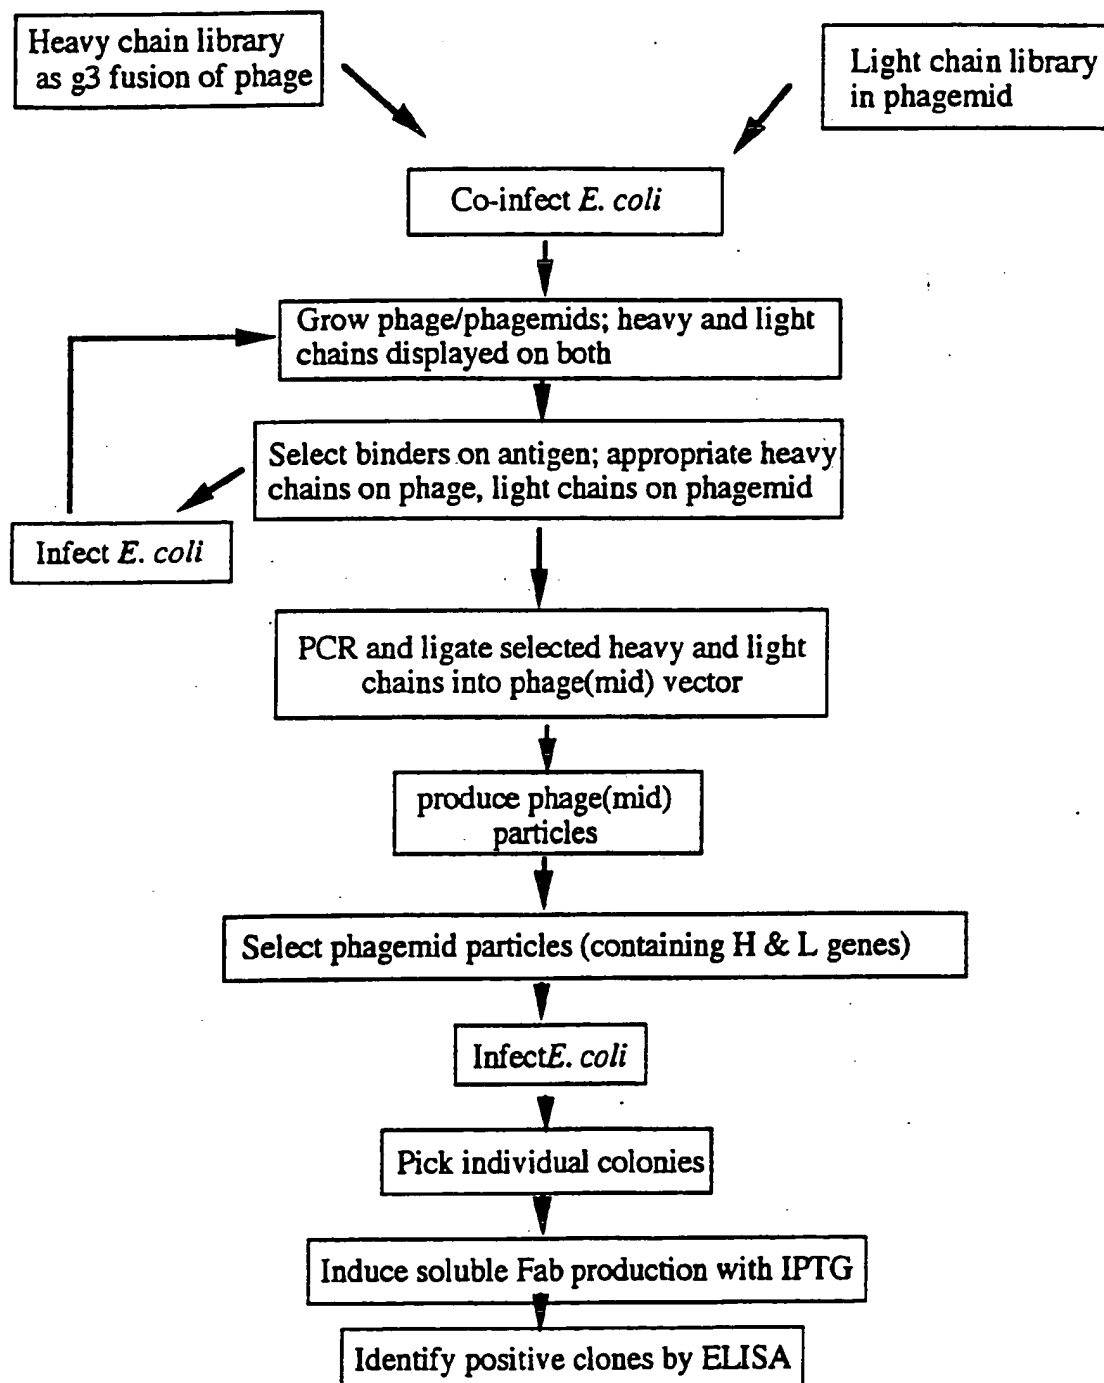 Heavy chain library
as g3 fusion of phage
Light chain library
in phagemid
Co-infect E. coli
Grow phage/phagemids; heavy and light
chains displayed on both
Select binders on antigen; appropriate heavy
chains on phage, light chains on phagemid
Infect E. coli
PCR and ligate selected heavy and light
chains into phage(mid) vector
produce phage(mid)
particles
Select phagemid particles (containing H & L genes)
InfectE. coli
Pick individual colonies
Induce soluble Fab production with IPTG
Identify positive clones by ELISA